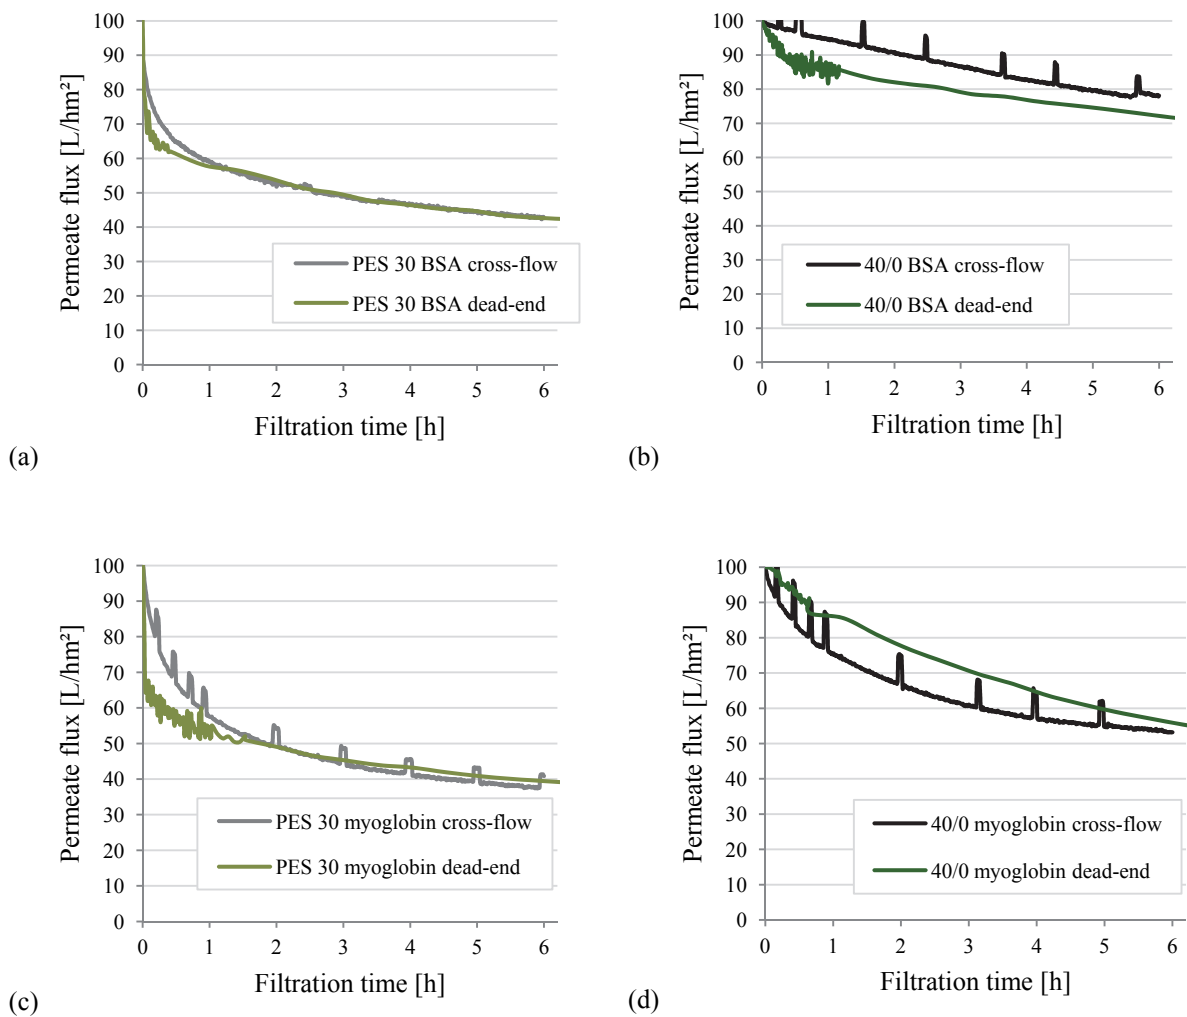 100
90
80
70
60
50
40
30
20
10
0
Permeate flux [L/hm²]
PES 30 BSA cross-flow
PES 30 BSA dead-end
0 1 2 3 4 5 6
Filtration time [h]
(a)
100
90
80
70
60
50
40
30
20
10
0
Permeate flux [L/hm²]
40/0 BSA cross-flow
40/0 BSA dead-end
0 1 2 3 4 5 6
Filtration time [h]
(b)
100
90
80
70
60
50
40
30
20
10
0
Permeate flux [L/hm²]
PES 30 myoglobin cross-flow
PES 30 myoglobin dead-end
0 1 2 3 4 5 6
Filtration time [h]
(c)
100
90
80
70
60
50
40
30
20
10
0
Permeate flux [L/hm²]
40/0 myoglobin cross-flow
40/0 myoglobin dead-end
0 1 2 3 4 5 6
Filtration time [h]
(d)